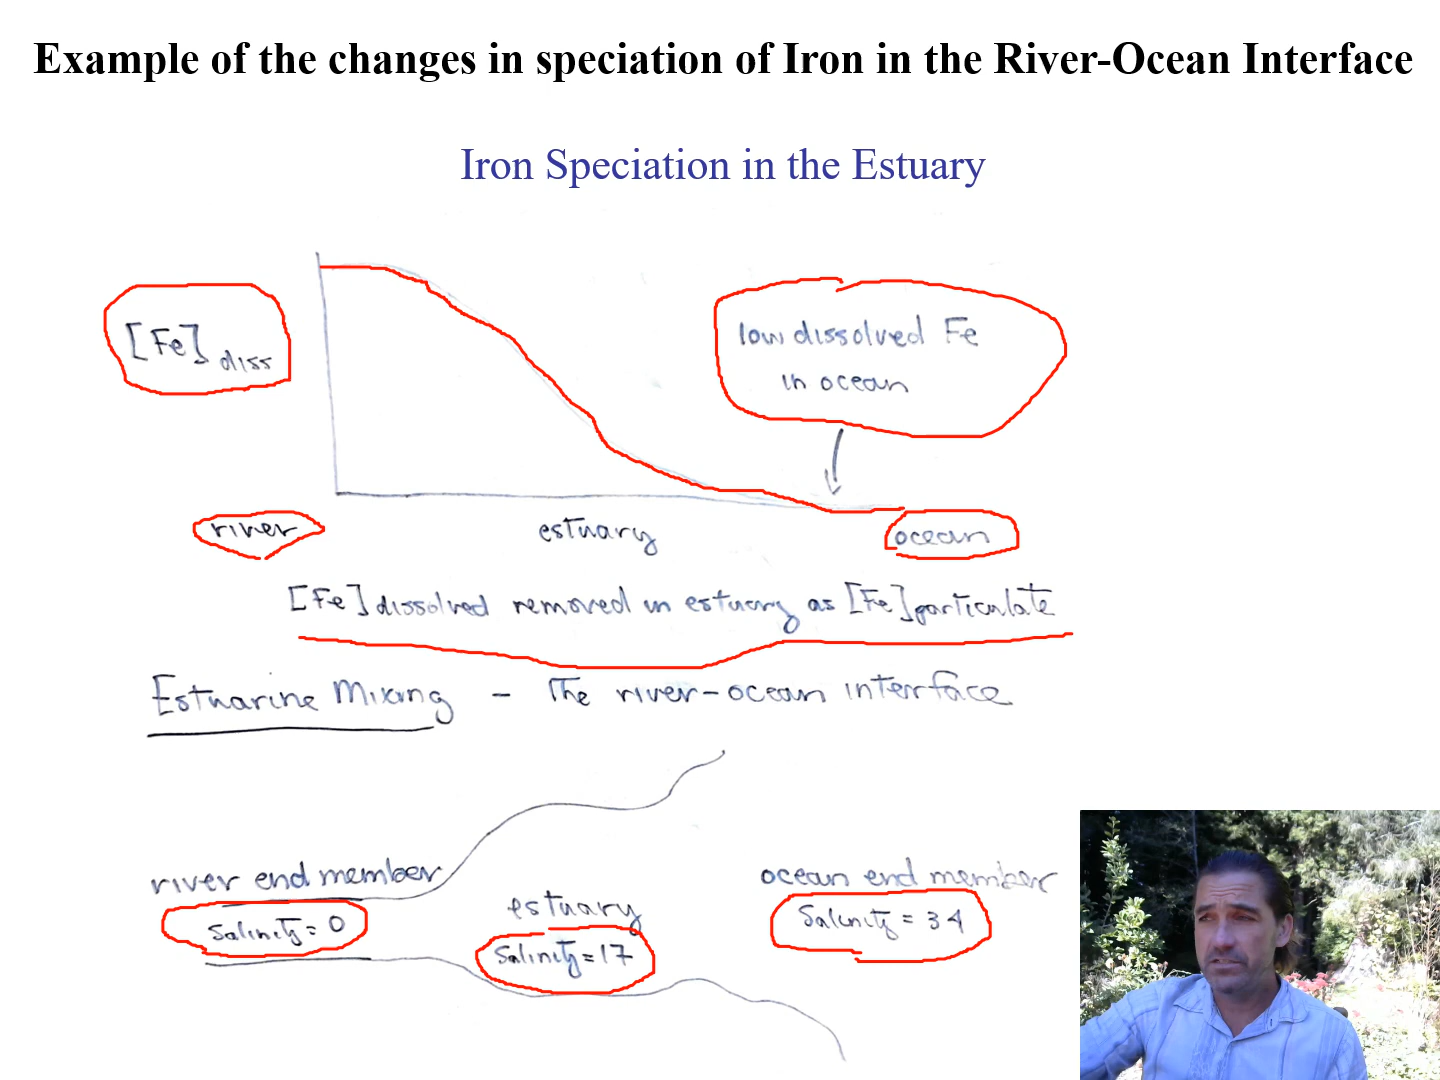 Example of the changes in speciation of Iron in the River-Ocean Interface
Iron Speciation in the Estuary
[Fe]diss
low dissolved Fe
in ocean
river
estuary
ocean
[Fe]dissolved removed in estuary as [Fe]particulate
Estuarine Mixing - The river-ocean interface
river end member
Salinity = 0
estuary
Salinity = 17
ocean end member
Salinity = 34